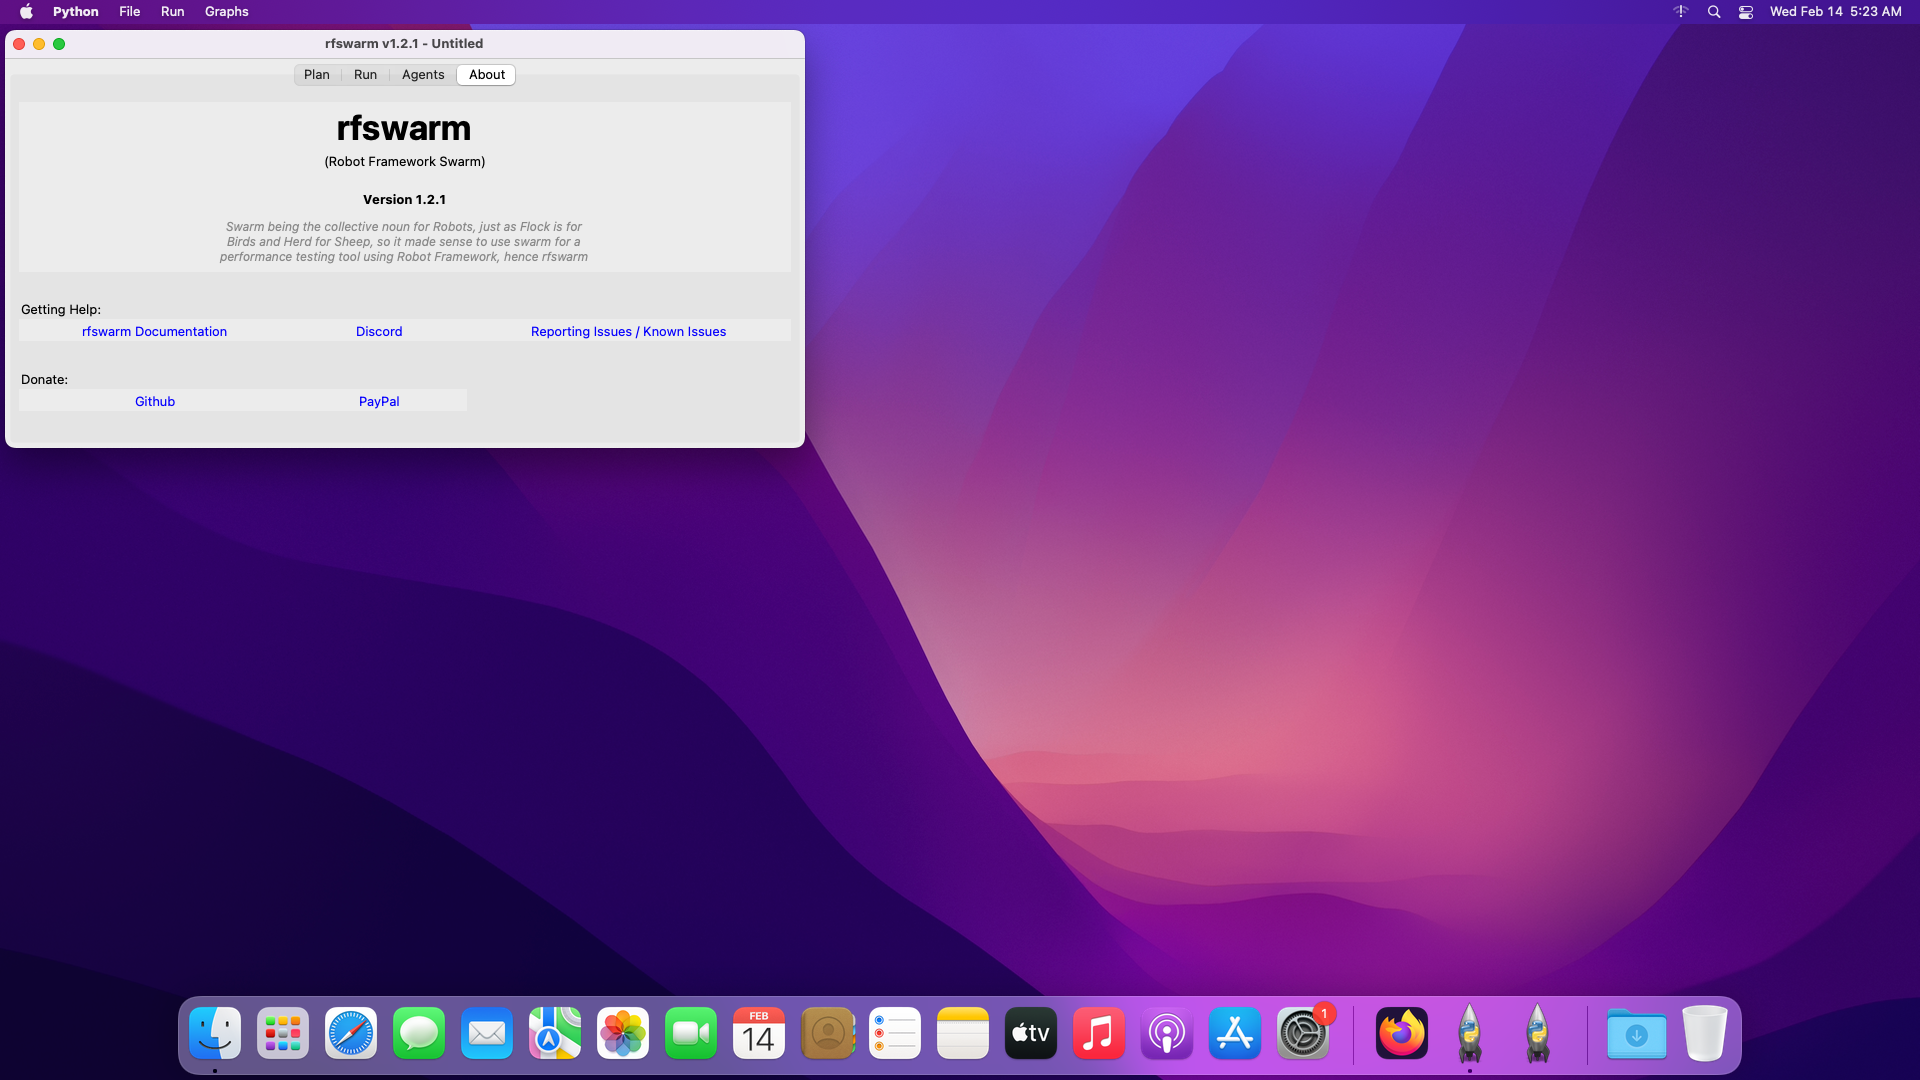 Python File Run Graphs
Wed Feb 14 5:23 AM
rfswarm v1.2.1 - Untitled
Plan Run Agents About
rfswarm
(Robot Framework Swarm)
Version 1.2.1
Swarm being the collective noun for Robots, just as Flock is for
Birds and Herd for Sheep, so it made sense to use swarm for a
performance testing tool using Robot Framework, hence rfswarm
Getting Help:
rfswarm Documentation Discord Reporting Issues / Known Issues
Donate:
Github PayPal
FEB
14
tv
1